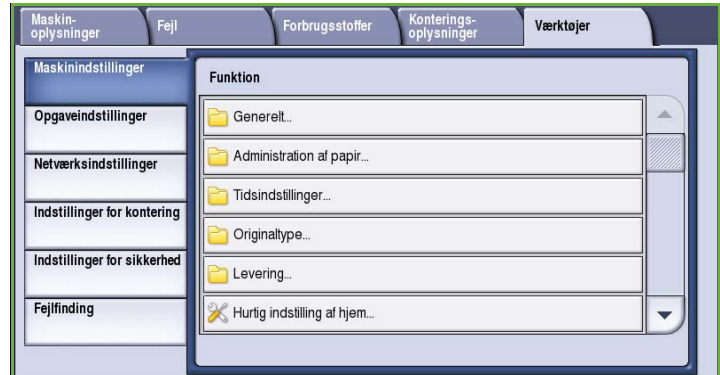 Maskin-
oplysninger
Fejl
Forbrugsstoffer
Konterings-
oplysninger
Værktøjer
Maskinindstillinger
Opgaveindstillinger
Netværksindstillinger
Indstillinger for kontering
Indstillinger for sikkerhed
Fejlfinding
Funktion
Generelt...
Administration af papir...
Tidsindstillinger...
Originaltype...
Levering...
Hurtig indstilling af hjem...